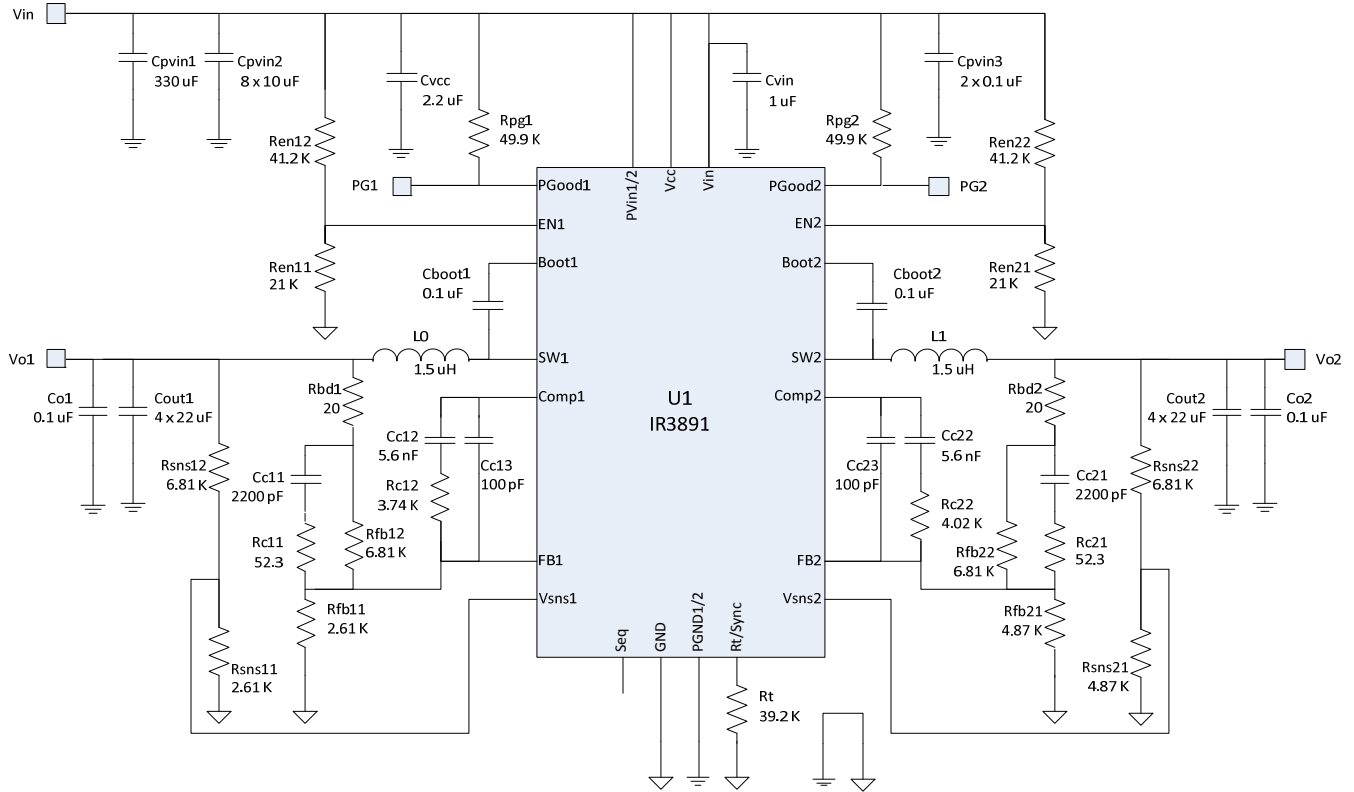 Vin
Cpvin1
330 uF
Cpvin2
8 x 10 uF
Cvcc
2.2 uF
Cvin
1 uF
Cpvin3
2 x 0.1 uF
Ren12
41.2 K
Rpg1
49.9 K
Rpg2
49.9 K
Ren22
41.2 K
PG1
PGood1
PVin1/2
Vcc
Vin
PGood2
PG2
EN1
EN2
Ren11
21 K
Boot1
Boot2
Ren21
21 K
Cboot1
0.1 uF
Cboot2
0.1 uF
Vo1
L0
1.5 uH
SW1
SW2
L1
1.5 uH
Vo2
Co1
0.1 uF
Cout1
4 x 22 uF
Rbd1
20
Comp1
U1
IR3891
Comp2
Rbd2
20
Cout2
4 x 22 uF
Co2
0.1 uF
Rsns12
6.81 K
Cc11
2200 pF
Cc12
5.6 nF
Cc13
100 pF
Rc12
3.74 K
Cc23
100 pF
Cc22
5.6 nF
Cc21
2200 pF
Rsns22
6.81 K
Rc11
52.3
Rfb12
6.81 K
Rc22
4.02 K
Rfb22
6.81 K
Rc21
52.3
FB1
FB2
Vsns1
Vsns2
Rfb11
2.61 K
Rfb21
4.87 K
Rsns11
2.61 K
Rsns21
4.87 K
Seq
GND
PGND1/2
Rt/Sync
Rt
39.2 K